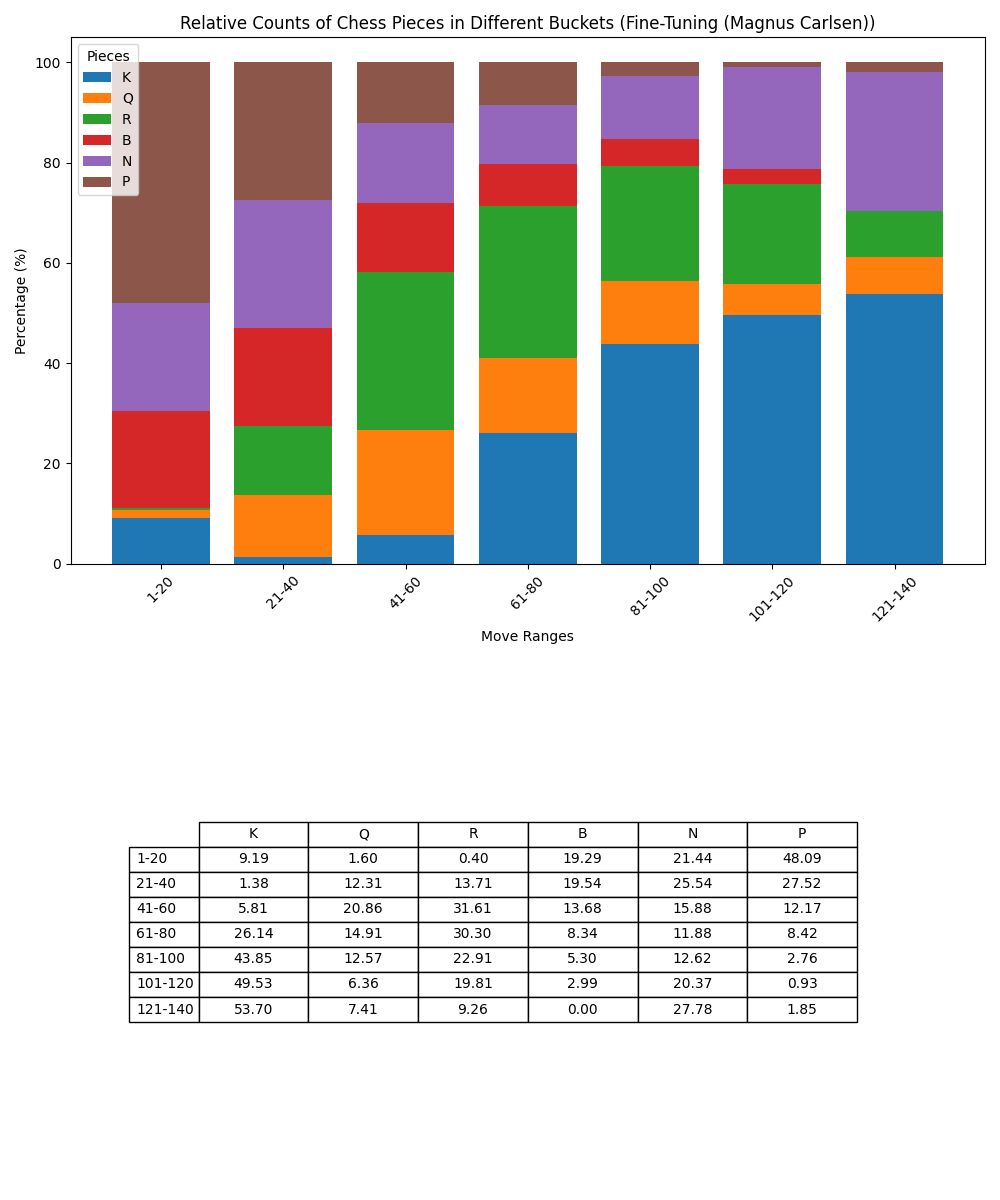 Relative Counts of Chess Pieces in Different Buckets (Fine-Tuning (Magnus Carlsen))
Pieces
K
Q
R
B
N
P
Percentage (%)
100
80
60
40
20
0
1-20 21-40 41-60 61-80 81-100 101-120 121-140
Move Ranges
K Q R B N P
1-20 9.19 1.60 0.40 19.29 21.44 48.09
21-40 1.38 12.31 13.71 19.54 25.54 27.52
41-60 5.81 20.86 31.61 13.68 15.88 12.17
61-80 26.14 14.91 30.30 8.34 11.88 8.42
81-100 43.85 12.57 22.91 5.30 12.62 2.76
101-120 49.53 6.36 19.81 2.99 20.37 0.93
121-140 53.70 7.41 9.26 0.00 27.78 1.85